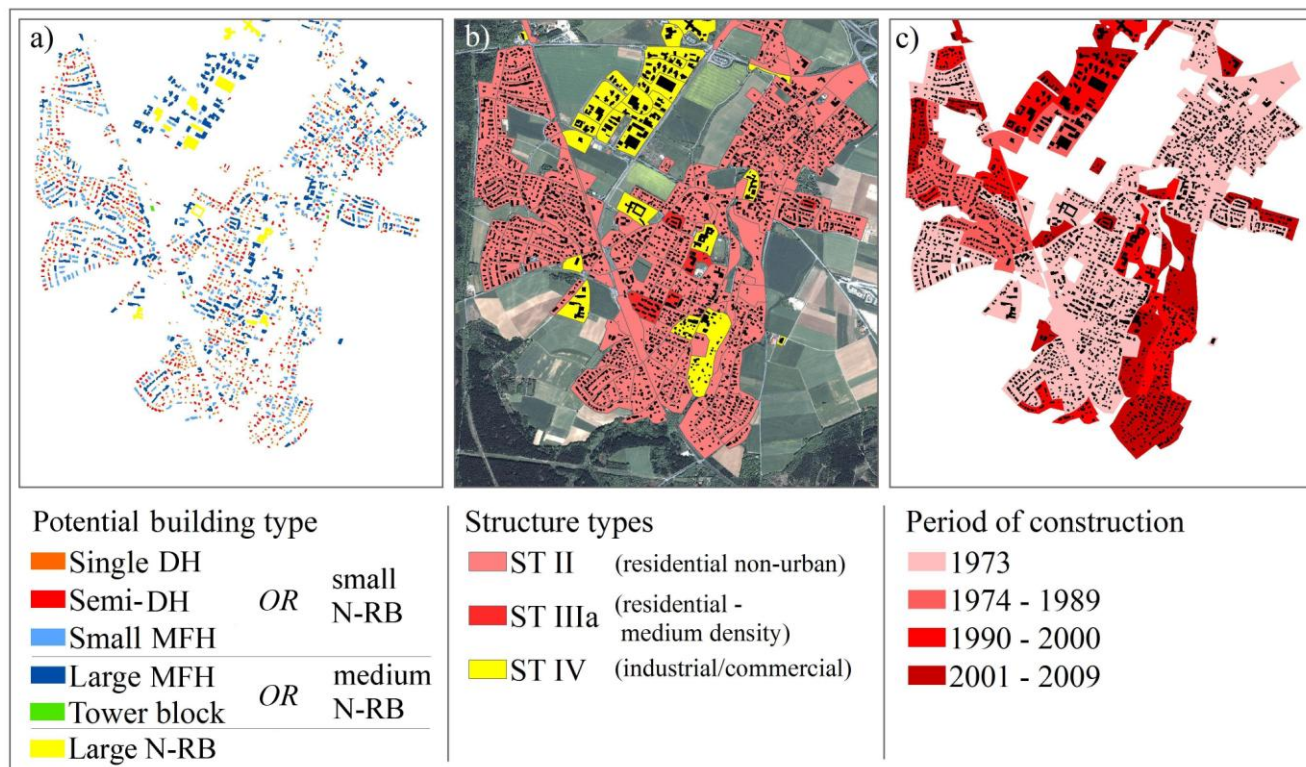 a)
b)
c)
Potential building type
Single DH
Semi-DH
Small MFH
OR
small
N-RB
Large MFH
Tower block
OR
medium
N-RB
Large N-RB
Structure types
ST II (residential non-urban)
ST IIIa (residential -
medium density)
ST IV (industrial/commercial)
Period of construction
1973
1974 - 1989
1990 - 2000
2001 - 2009